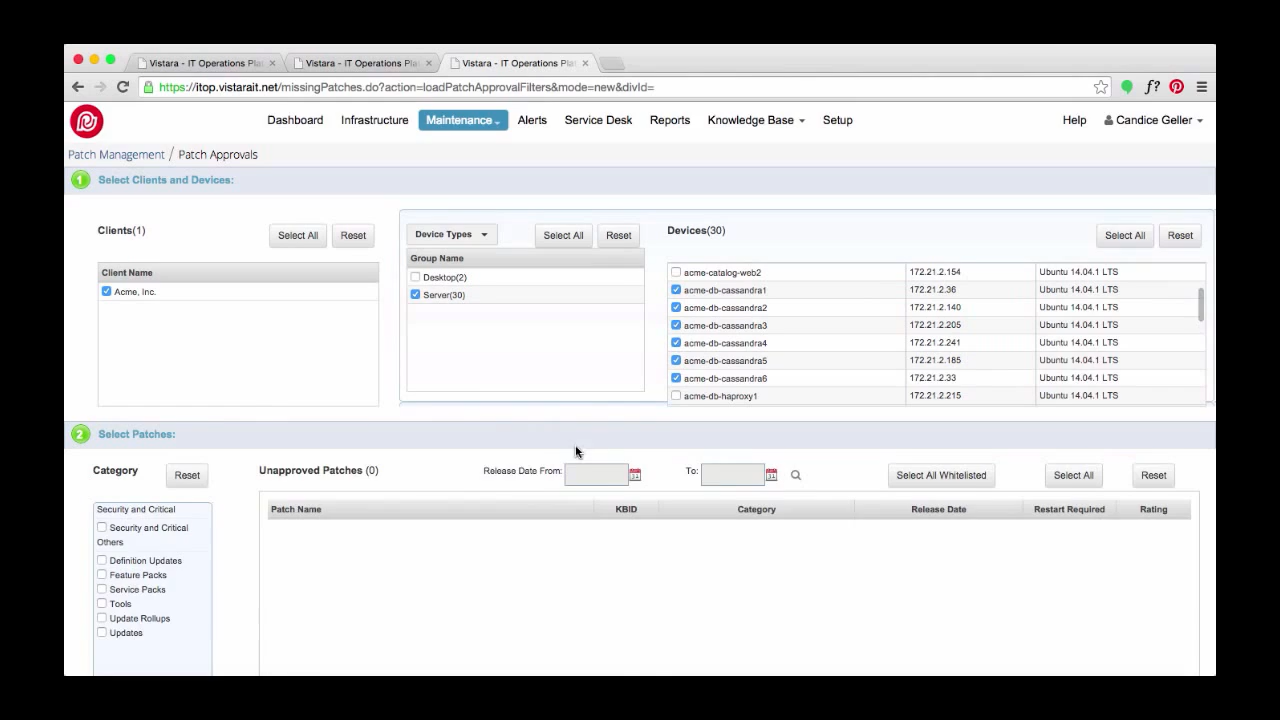 Vistara - IT Operations Pla
Vistara - IT Operations Pla
Vistara - IT Operations Pla
https://itop.vistarait.net/missingPatches.do?action=loadPatchApprovalFilters&mode=new&divId=
f?
Dashboard Infrastructure Maintenance Alerts Service Desk Reports Knowledge Base Setup Help Candice Geller
Patch Management / Patch Approvals
1 Select Clients and Devices:
Clients(1) Select All Reset Device Types Select All Reset Devices(30) Select All Reset
Client Name
Acme, Inc.
Group Name
Desktop(2)
Server(30)
acme-catalog-web2 172.21.2.154 Ubuntu 14.04.1 LTS
acme-db-cassandra1 172.21.2.36 Ubuntu 14.04.1 LTS
acme-db-cassandra2 172.21.2.140 Ubuntu 14.04.1 LTS
acme-db-cassandra3 172.21.2.205 Ubuntu 14.04.1 LTS
acme-db-cassandra4 172.21.2.241 Ubuntu 14.04.1 LTS
acme-db-cassandra5 172.21.2.185 Ubuntu 14.04.1 LTS
acme-db-cassandra6 172.21.2.33 Ubuntu 14.04.1 LTS
acme-db-haproxy1 172.21.2.215 Ubuntu 14.04.1 LTS
2 Select Patches:
Category Reset Unapproved Patches (0) Release Date From: To: Select All Whitelisted Select All Reset
Security and Critical
Security and Critical
Others
Definition Updates
Feature Packs
Service Packs
Tools
Update Rollups
Updates
Patch Name KBID Category Release Date Restart Required Rating